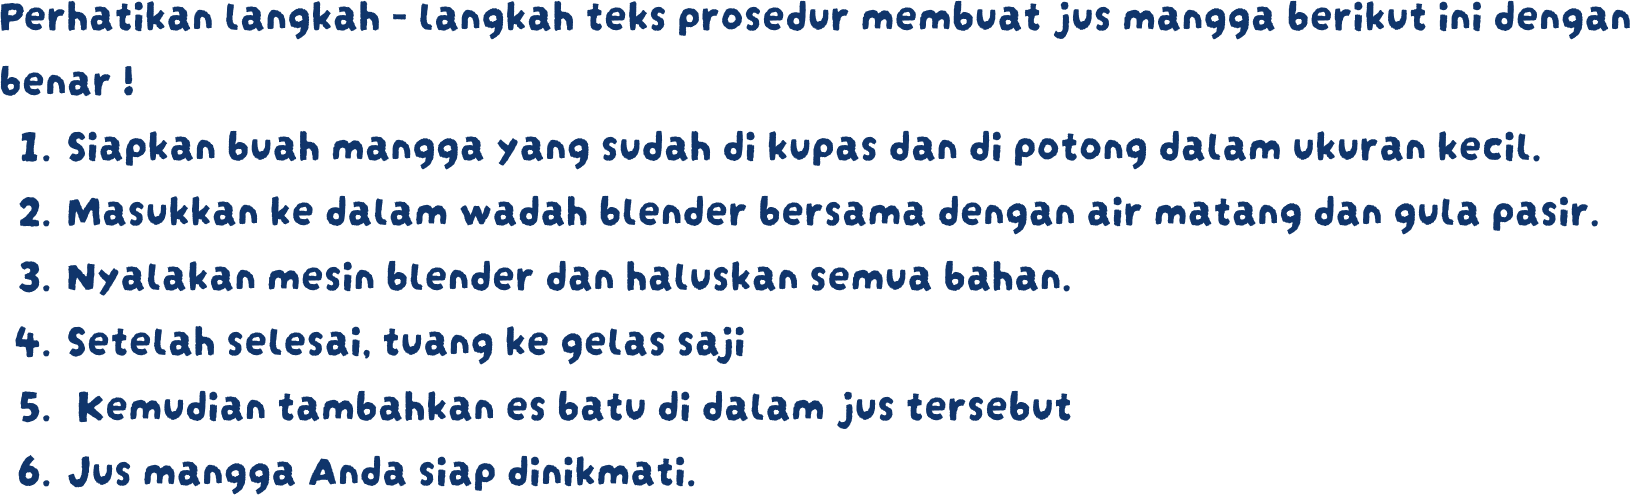 Perhatikan langkah - langkah teks prosedur membuat jus mangga berikut ini dengan
benar !
1. Siapkan buah mangga yang sudah di kupas dan di potong dalam ukuran kecil.
2. Masukkan ke dalam wadah blender bersama dengan air matang dan gula pasir.
3. Nyalakan mesin blender dan haluskan semua bahan.
4. Setelah selesai, tuang ke gelas saji
5. Kemudian tambahkan es batu di dalam jus tersebut
6. Jus mangga Anda siap dinikmati.